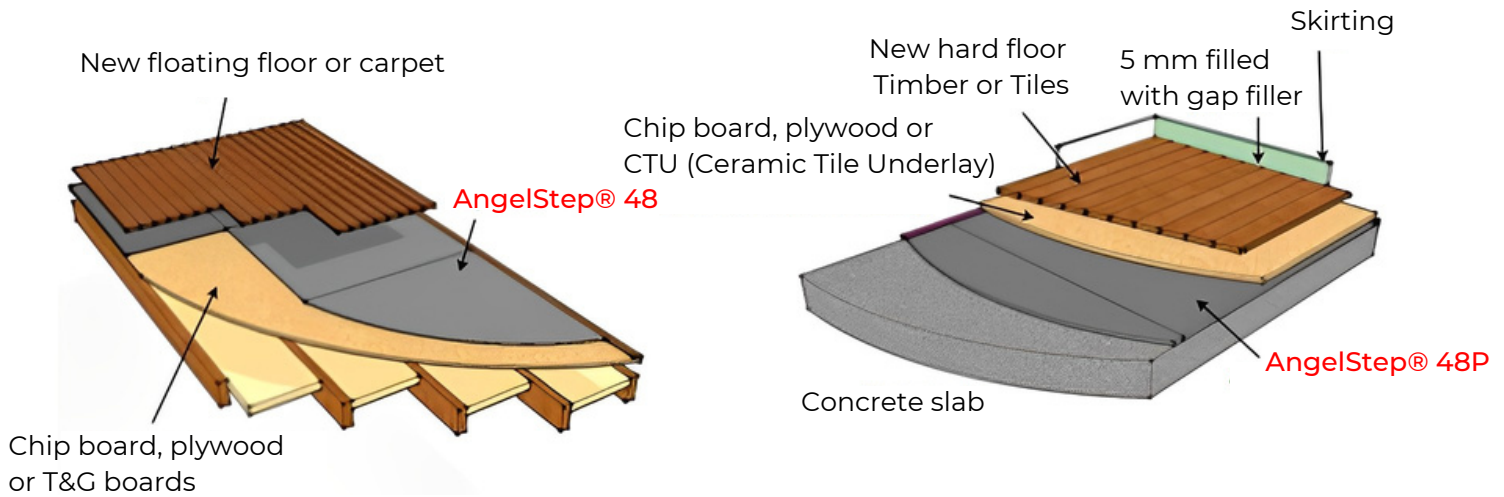 New floating floor or carpet
AngelStep® 48
Chip board, plywood
or T&G boards
Skirting
New hard floor
Timber or Tiles
5 mm filled
with gap filler
Chip board, plywood or
CTU (Ceramic Tile Underlay)
AngelStep® 48P
Concrete slab